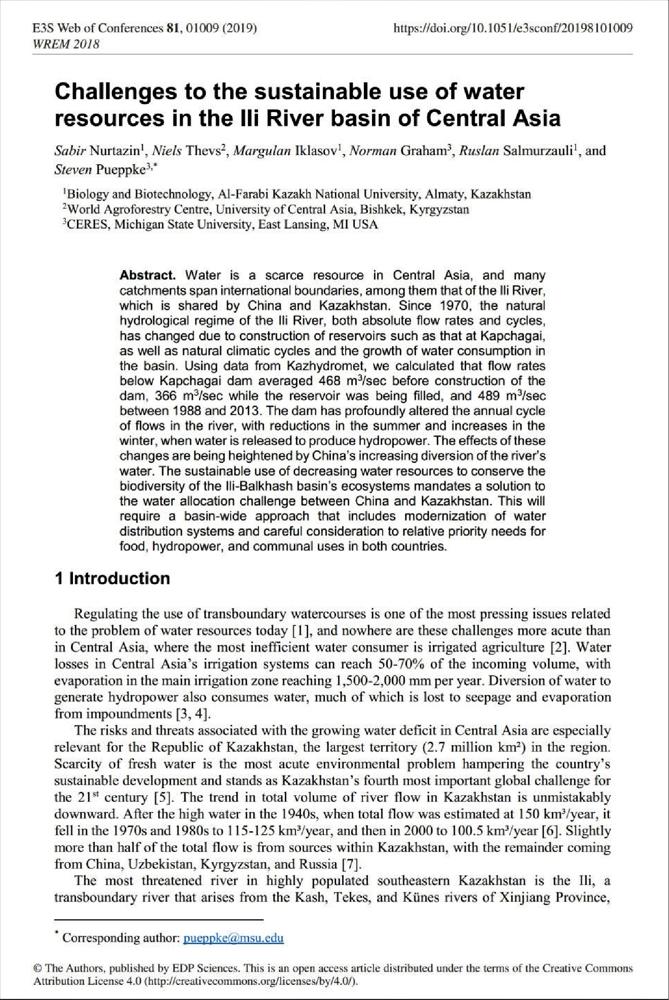 E3S Web of Conferences 81, 01009 (2019)
https://doi.org/10.1051/e3sconf/20198101009
WREM 2018
Challenges to the sustainable use of water
resources in the Ili River basin of Central Asia
Sabir Nurtazin¹, Niels Thevs², Margulan Iklasov¹, Norman Graham³, Ruslan Salmurzauli¹, and
Steven Pueppke³,*
¹Biology and Biotechnology, Al-Farabi Kazakh National University, Almaty, Kazakhstan
²World Agroforestry Centre, University of Central Asia, Bishkek, Kyrgyzstan
³CERES, Michigan State University, East Lansing, MI USA
Abstract. Water is a scarce resource in Central Asia, and many
catchments span international boundaries, among them that of the Ili River,
which is shared by China and Kazakhstan. Since 1970, the natural
hydrological regime of the Ili River, both absolute flow rates and cycles,
has changed due to construction of reservoirs such as that at Kapchagai,
as well as natural climatic cycles and the growth of water consumption in
the basin. Using data from Kazhydromet, we calculated that flow rates
below Kapchagai dam averaged 468 m³/sec before construction of the
dam, 366 m³/sec while the reservoir was being filled, and 489 m³/sec
between 1988 and 2013. The dam has profoundly altered the annual cycle
of flows in the river, with reductions in the summer and increases in the
winter, when water is released to produce hydropower. The effects of these
changes are being heightened by China's increasing diversion of the river's
water. The sustainable use of decreasing water resources to conserve the
biodiversity of the Ili-Balkhash basin's ecosystems mandates a solution to
the water allocation challenge between China and Kazakhstan. This will
require a basin-wide approach that includes modernization of water
distribution systems and careful consideration to relative priority needs for
food, hydropower, and communal uses in both countries.
1 Introduction
Regulating the use of transboundary watercourses is one of the most pressing issues related
to the problem of water resources today [1], and nowhere are these challenges more acute than
in Central Asia, where the most inefficient water consumer is irrigated agriculture [2]. Water
losses in Central Asia's irrigation systems can reach 50-70% of the incoming volume, with
evaporation in the main irrigation zone reaching 1,500-2,000 mm per year. Diversion of water to
generate hydropower also consumes water, much of which is lost to seepage and evaporation
from impoundments [3, 4].
The risks and threats associated with the growing water deficit in Central Asia are especially
relevant for the Republic of Kazakhstan, the largest territory (2.7 million km²) in the region.
Scarcity of fresh water is the most acute environmental problem hampering the country's
sustainable development and stands as Kazakhstan's fourth most important global challenge for
the 21st century [5]. The trend in total volume of river flow in Kazakhstan is unmistakably
downward. After the high water in the 1940s, when total flow was estimated at 150 km³/year, it
fell in the 1970s and 1980s to 115-125 km³/year, and then in 2000 to 100.5 km³/year [6]. Slightly
more than half of the total flow is from sources within Kazakhstan, with the remainder coming
from China, Uzbekistan, Kyrgyzstan, and Russia [7].
The most threatened river in highly populated southeastern Kazakhstan is the Ili, a
transboundary river that arises from the Kash, Tekes, and Künes rivers of Xinjiang Province,
* Corresponding author: pueppke@msu.edu
© The Authors, published by EDP Sciences. This is an open access article distributed under the terms of the Creative Commons
Attribution License 4.0 (http://creativecommons.org/licenses/by/4.0/).